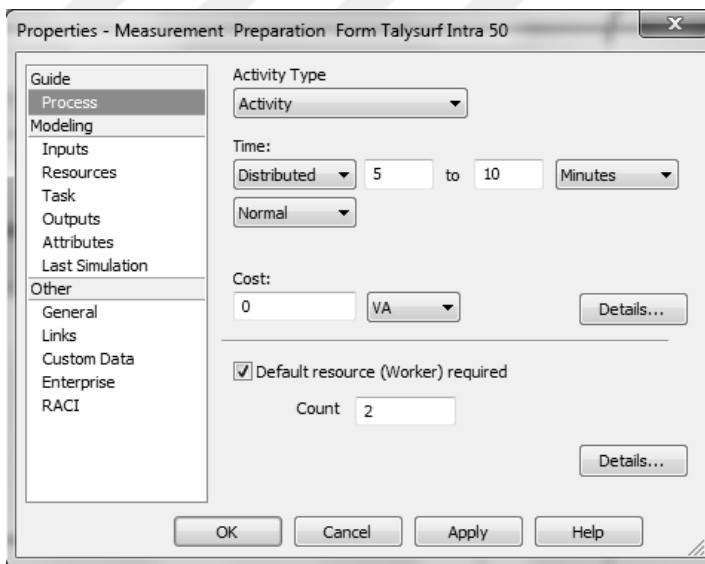 Properties - Measurement Preparation Form Talysurf Intra 50
x
Guide
Process
Modeling
Inputs
Resources
Task
Outputs
Attributes
Last Simulation
Other
General
Links
Custom Data
Enterprise
RACI
Activity Type
Activity
Time:
Distributed 5 to 10 Minutes
Normal
Cost:
0 VA Details...
Default resource (Worker) required
Count 2
Details...
OK Cancel Apply Help